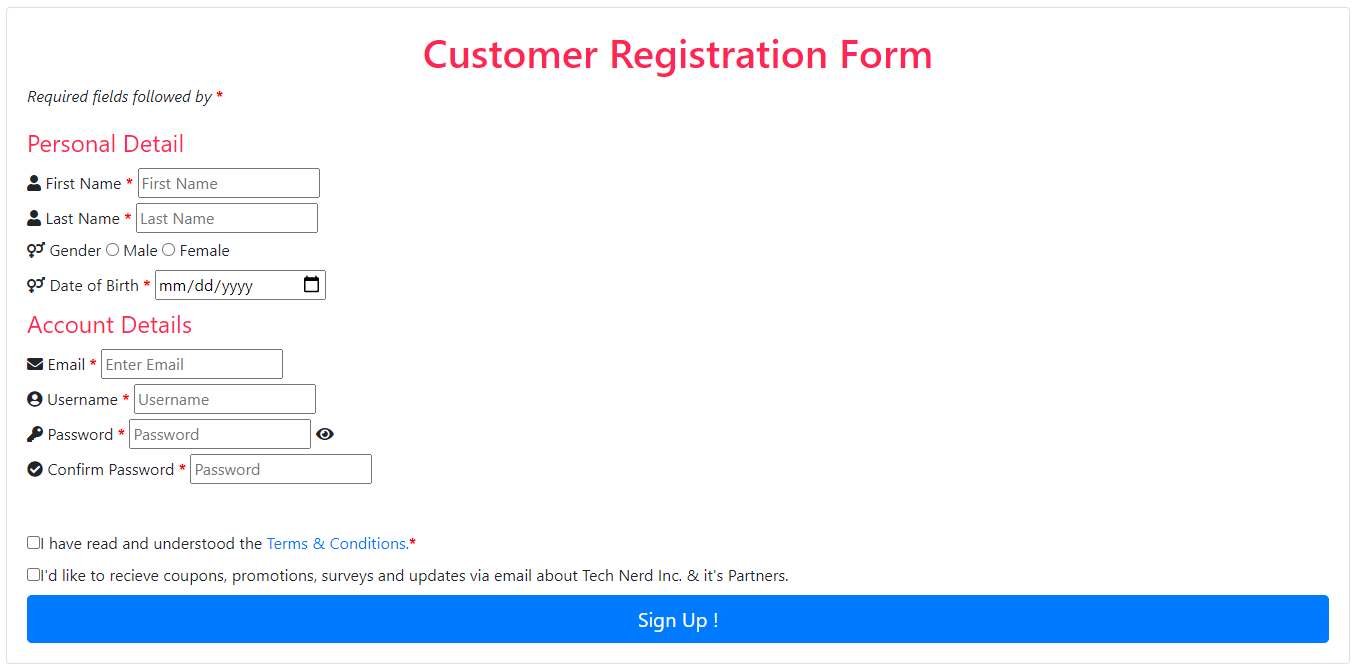 Customer Registration Form
Required fields followed by *
Personal Detail
First Name * First Name
Last Name * Last Name
Gender Male Female
Date of Birth * mm/dd/yyyy
Account Details
Email * Enter Email
Username * Username
Password * Password
Confirm Password * Password
I have read and understood the Terms & Conditions.*
I'd like to recieve coupons, promotions, surveys and updates via email about Tech Nerd Inc. & it's Partners.
Sign Up !